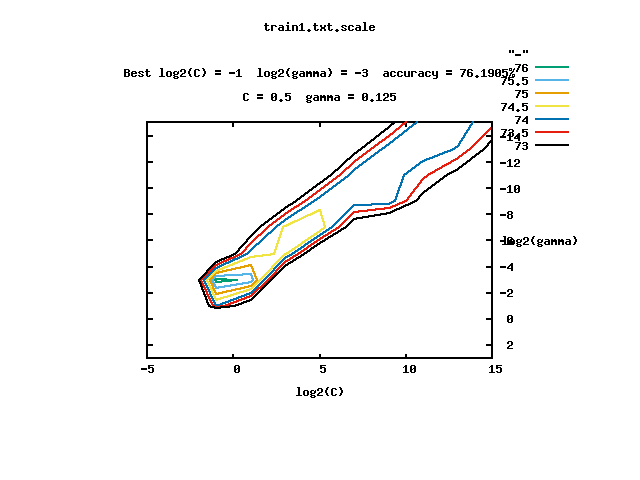 train1.txt.scale
"-"
Best log2(C) = -1 log2(gamma) = -3 accuracy = 76.1905%
C = 0.5 gamma = 0.125
76
75.5
75
74.5
74
73.5
73
-14
-12
-10
-8
-6
log2(gamma)
-4
-2
0
2
-5 0 5 10 15
log2(C)